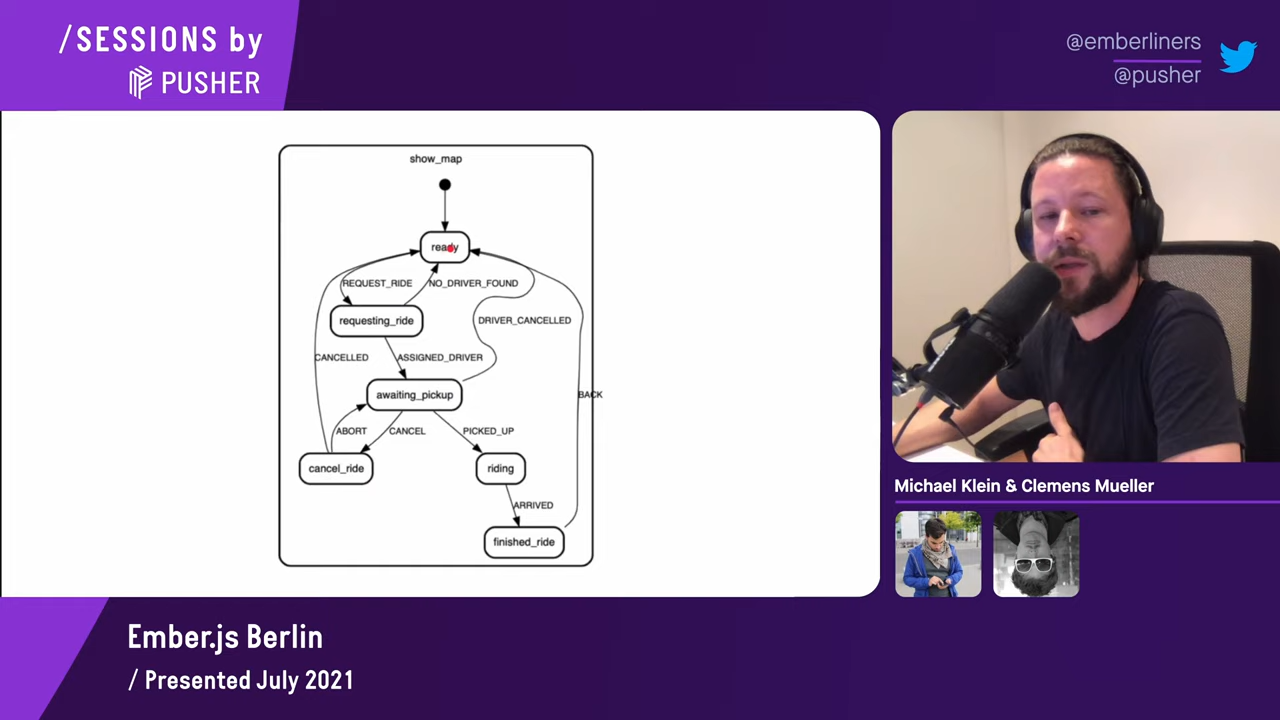 /SESSIONS by
PUSHER
@emberliners
@pusher
show_map
ready
REQUEST_RIDE
NO_DRIVER_FOUND
requesting_ride
DRIVER_CANCELLED
CANCELLED
ASSIGNED_DRIVER
awaiting_pickup
BACK
ABORT
CANCEL
PICKED_UP
cancel_ride
riding
ARRIVED
finished_ride
Michael Klein & Clemens Mueller
Ember.js Berlin
/ Presented July 2021